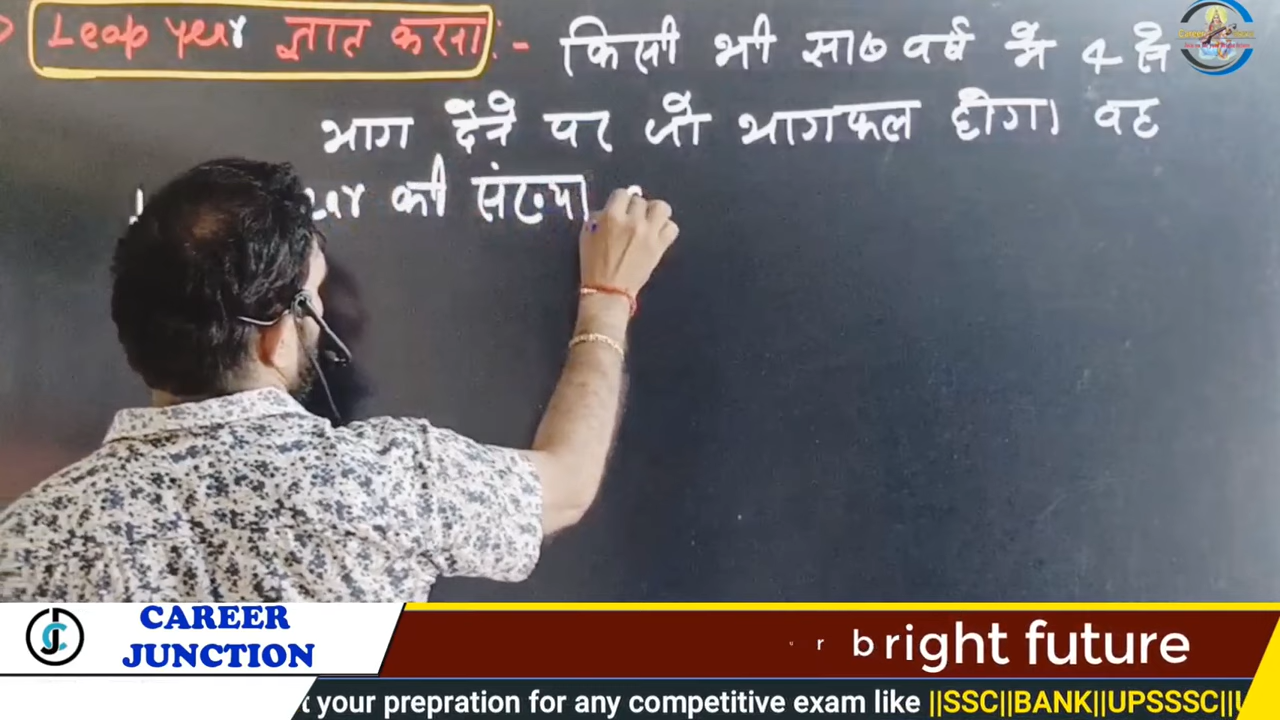 Leap year ज्ञात करना :- किसी भी सा० वर्ष में 4 से
भाग देने पर जो भागफल होगा वह
की संख्या
CAREER
JUNCTION
bright future
your prepration for any competitive exam like ||SSC||BANK||UPSSSC||